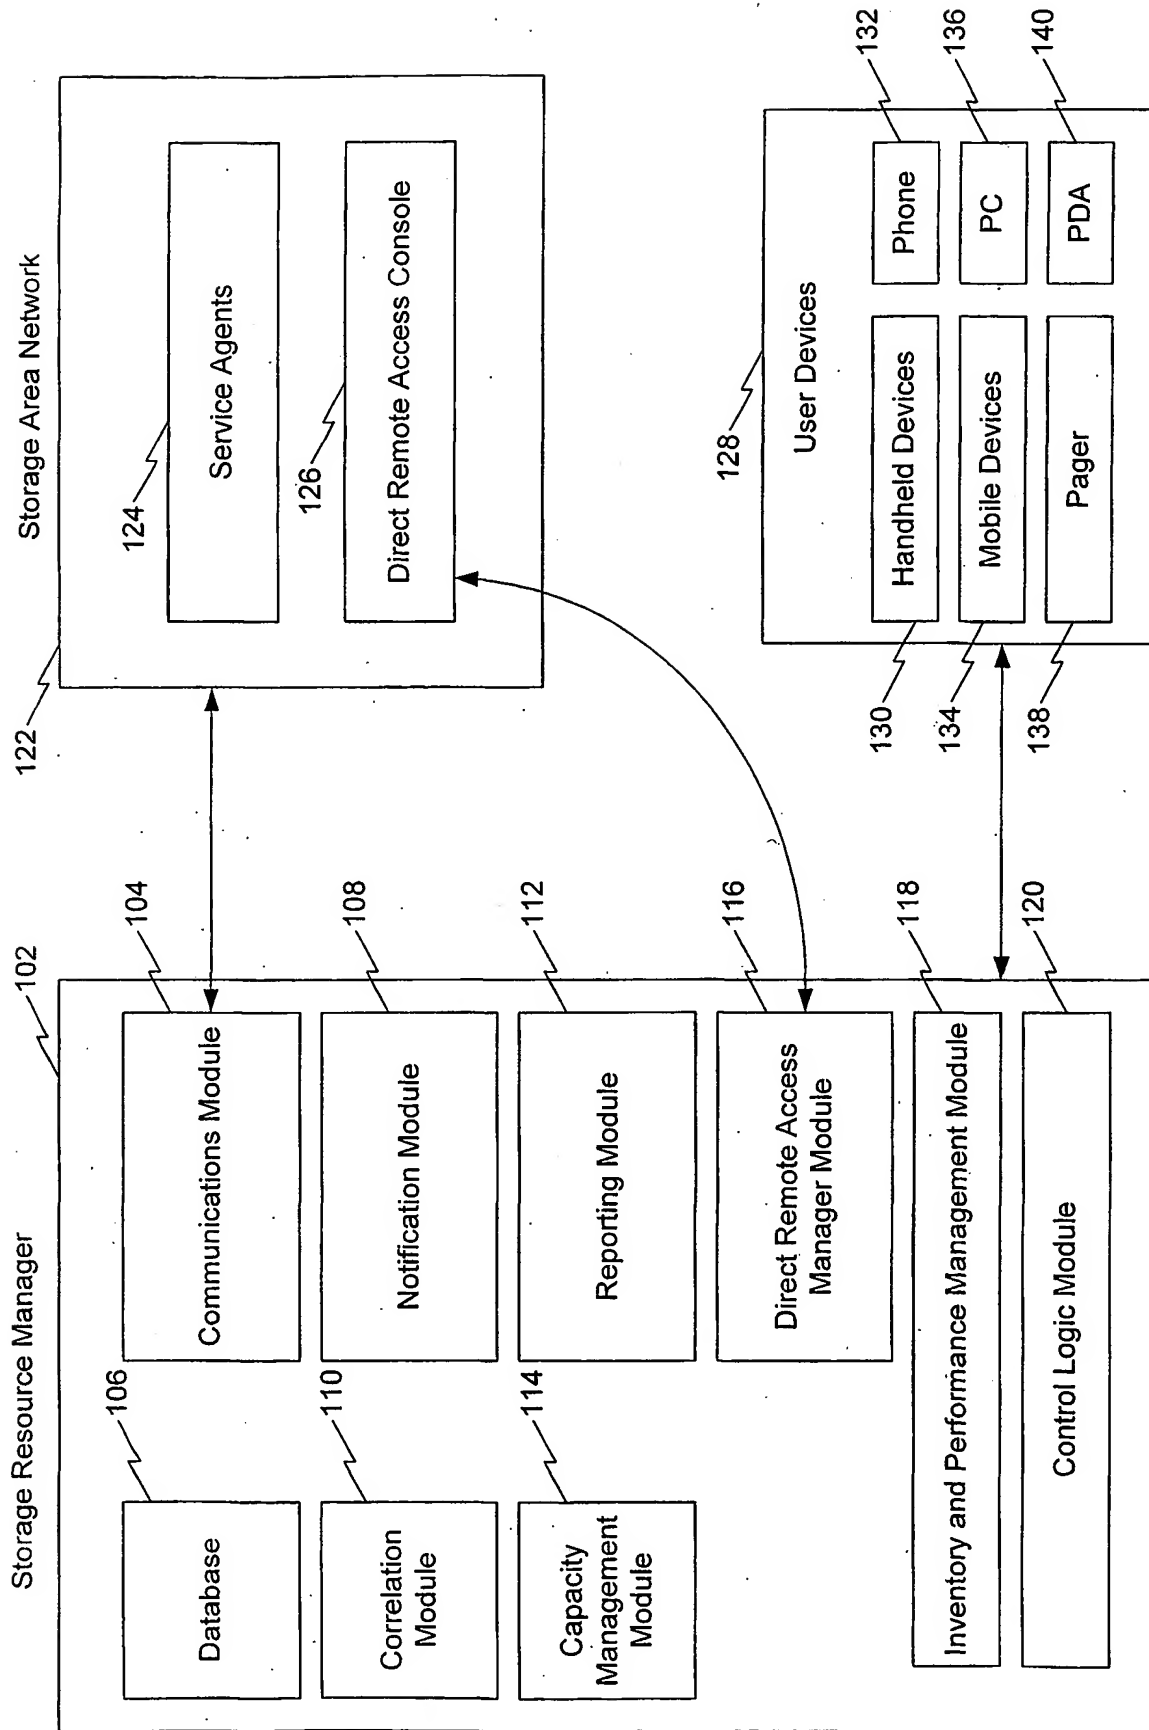 Storage Resource Manager
102
106
Database
104
Communications Module
110
Correlation
Module
108
Notification Module
114
Capacity
Management
Module
112
Reporting Module
116
Direct Remote Access
Manager Module
118
Inventory and Performance Management Module
120
Control Logic Module
Storage Area Network
122
124
Service Agents
126
Direct Remote Access Console
128
User Devices
130
Handheld Devices
132
Phone
134
Mobile Devices
136
PC
138
Pager
140
PDA